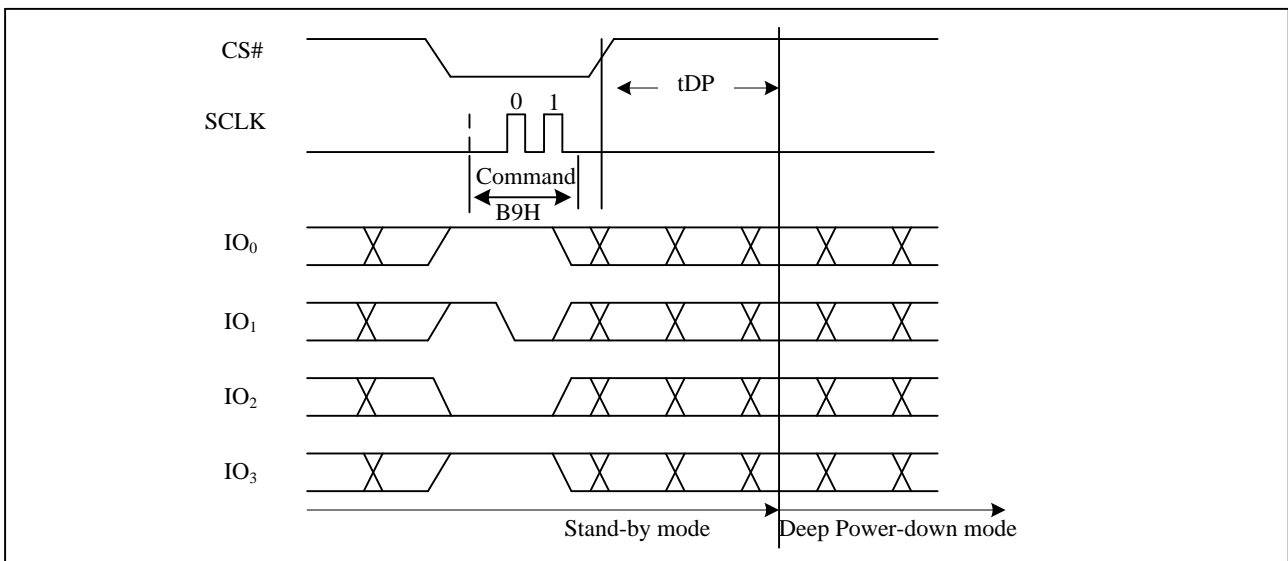 CS#
tDP
0 1
SCLK
Command
B9H
IO₀
IO₁
IO₂
IO₃
Stand-by mode
Deep Power-down mode